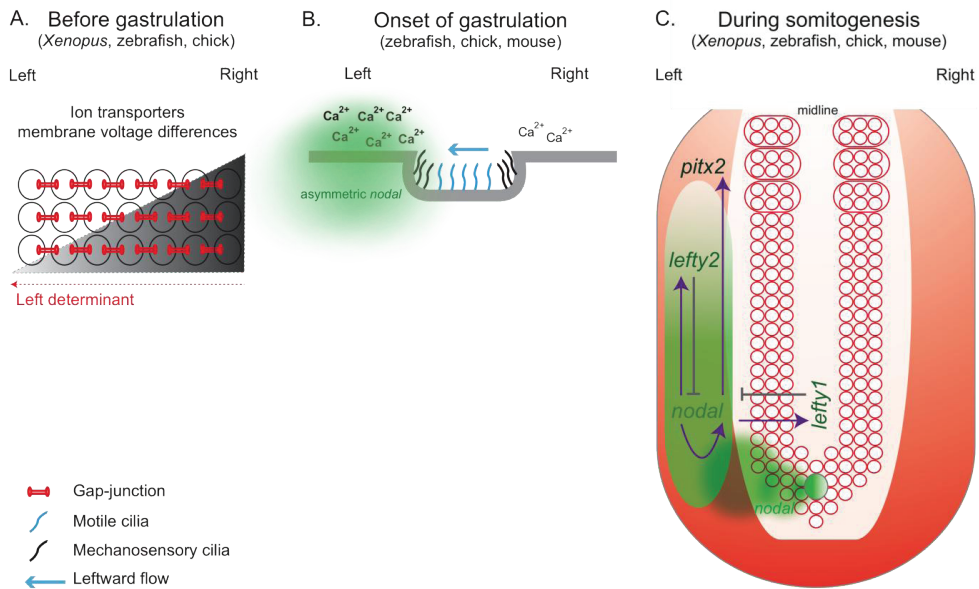 A. Before gastrulation
(Xenopus, zebrafish, chick)
Left Right
Ion transporters
membrane voltage differences
Left determinant
B. Onset of gastrulation
(zebrafish, chick, mouse)
Left Right
Ca2+ Ca2+ Ca2+
Ca2+ Ca2+ Ca2+
Ca2+ Ca2+
asymmetric nodal
C. During somitogenesis
(Xenopus, zebrafish, chick, mouse)
Left Right
midline
pitx2
lefty2
nodal
lefty1
nodal
Gap-junction
Motile cilia
Mechanosensory cilia
Leftward flow